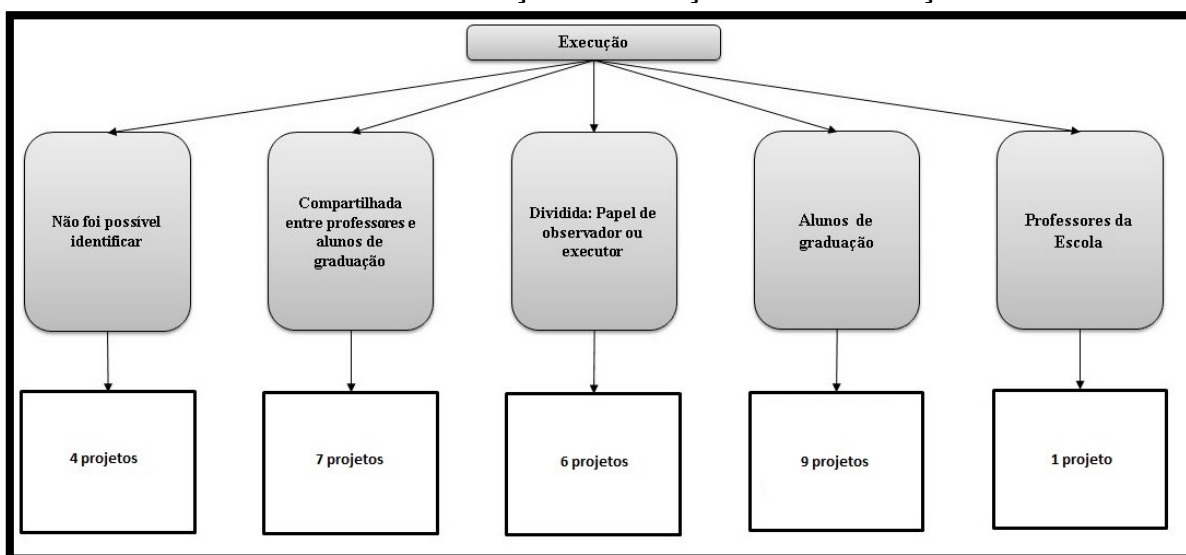 Execução
Não foi possível
identificar
Compartilhada
entre professores e
alunos de
graduação
Dividida: Papel de
observador ou
executor
Alunos de
graduação
Professores da
Escola
4 projetos
7 projetos
6 projetos
9 projetos
1 projeto